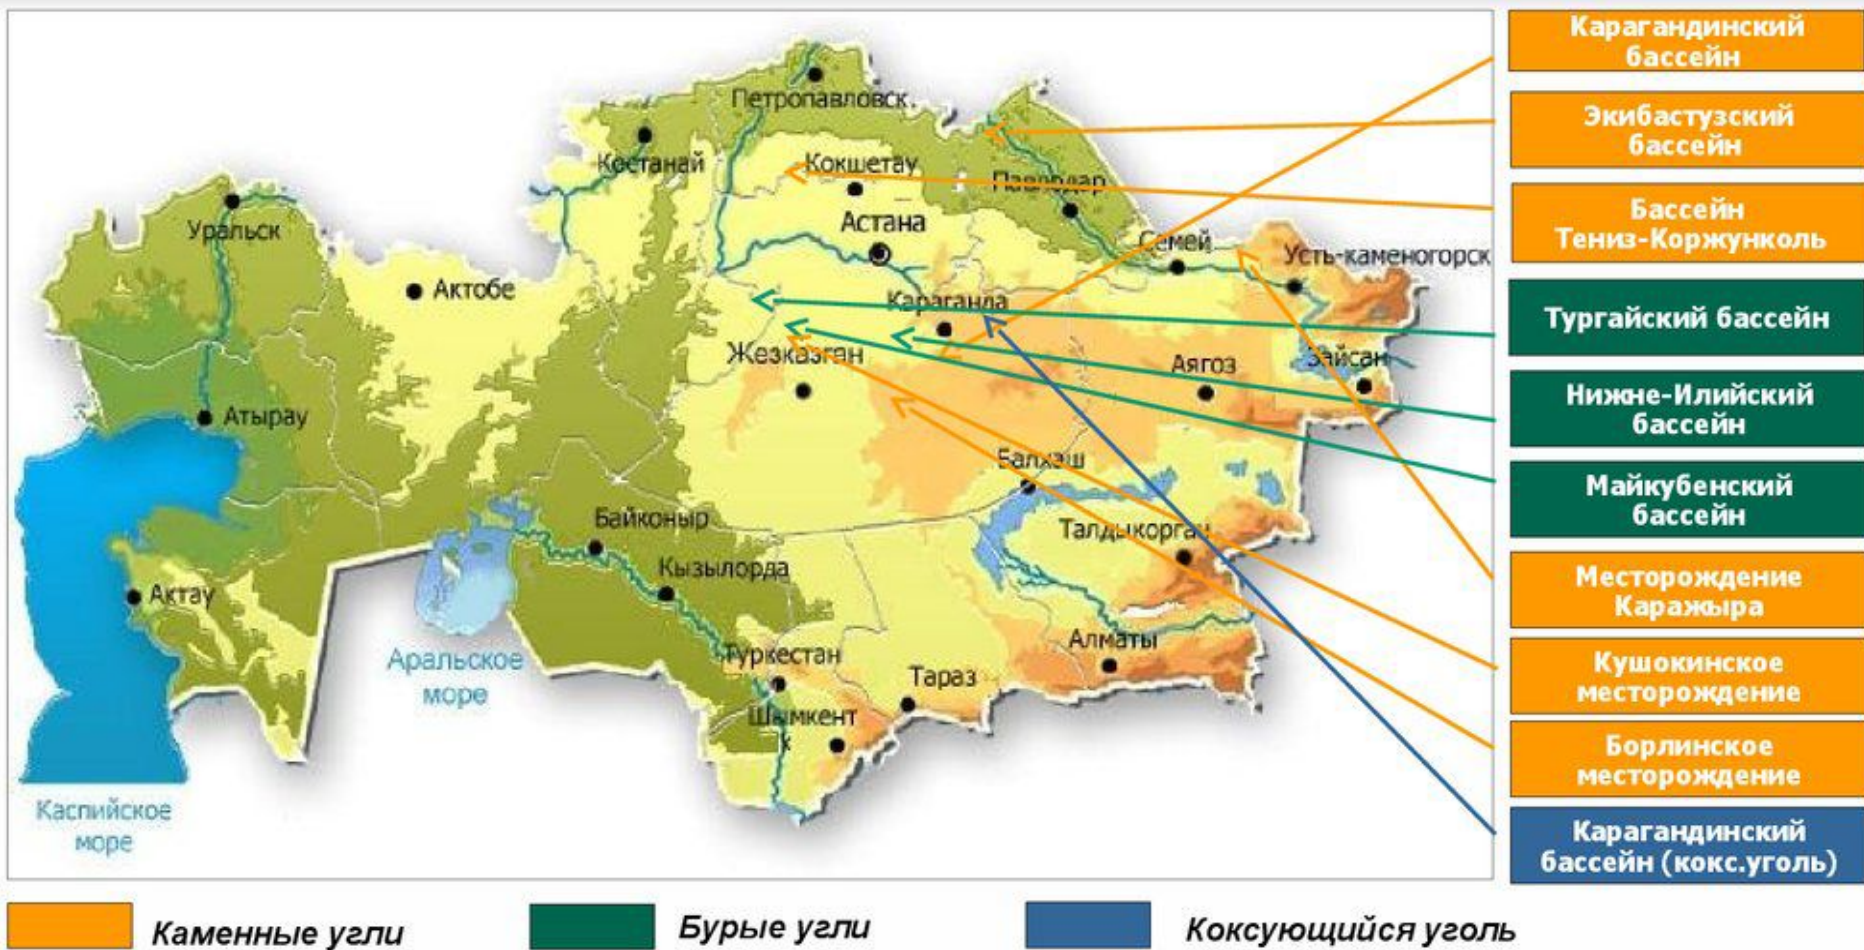 Петропавловск.
Костанай
Кокшетау
Павлодар
Уральск
Астана
Семей
Усть-каменогорск
Актобе
Караганда
Жезказган
Аягоз
Зайсан
Атырау
Балхаш
Байконыр
Талдыкорган
Кызылорда
Актау
Аральское
море
Туркестан
Алматы
Тараз
Шымкент
к
Каспийское
море
Карагандинский
бассейн
Экибастузский
бассейн
Бассейн
Тениз-Коржунколь
Тургайский бассейн
Нижне-Илийский
бассейн
Майкубенский
бассейн
Месторождение
Каражыра
Кушокинское
месторождение
Борлинское
месторождение
Карагандинский
бассейн (кокс.уголь)
Каменные угли
Бурые угли
Коксующийся уголь